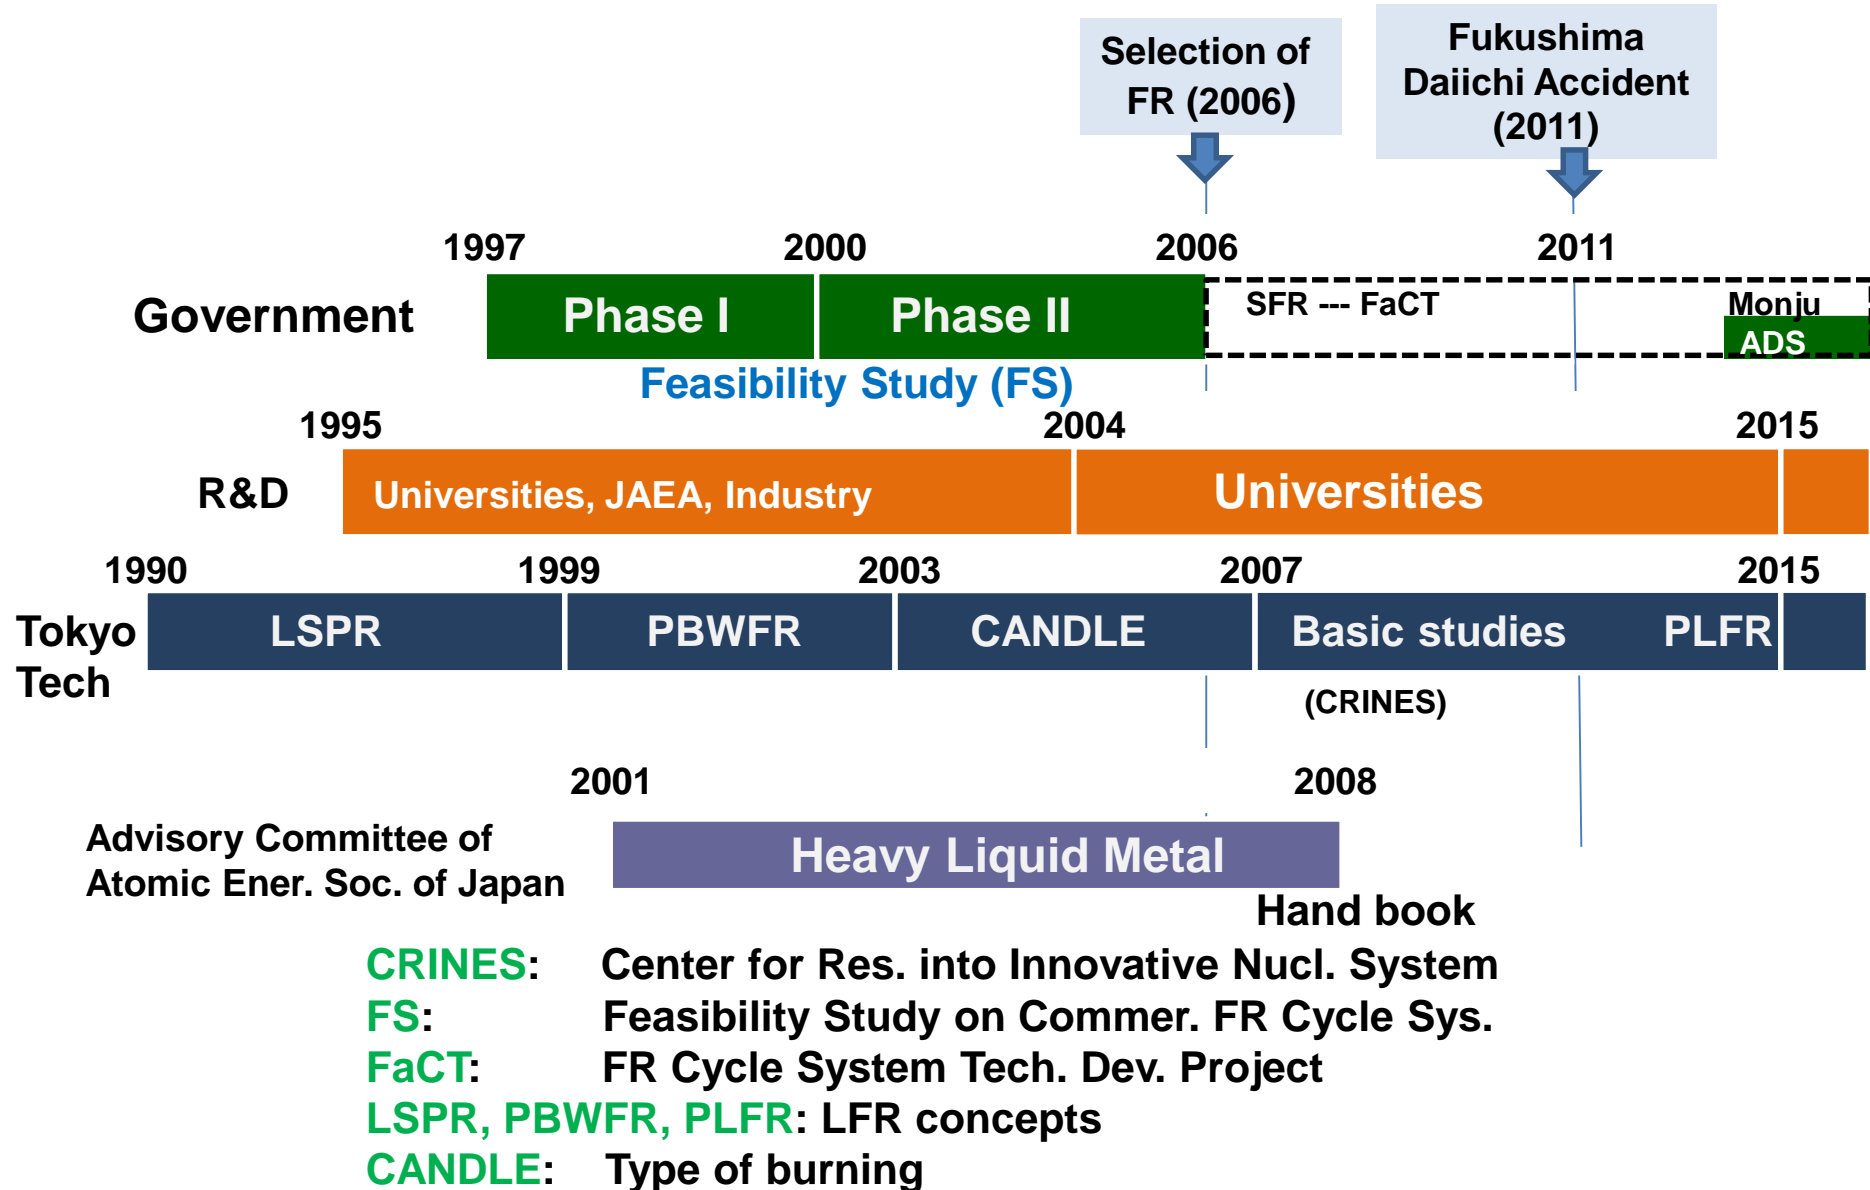 Selection of
FR (2006)
Fukushima
Daiichi Accident
(2011)
1997 2000 2006 2011
Government Phase I Phase II SFR --- FaCT Monju
ADS
Feasibility Study (FS)
1995 2004 2015
R&D Universities, JAEA, Industry Universities
1990 1999 2003 2007 2015
Tokyo
Tech
LSPR PBWFR CANDLE Basic studies PLFR
(CRINES)
2001 2008
Advisory Committee of
Atomic Ener. Soc. of Japan
Heavy Liquid Metal
Hand book
CRINES: Center for Res. into Innovative Nucl. System
FS: Feasibility Study on Commer. FR Cycle Sys.
FaCT: FR Cycle System Tech. Dev. Project
LSPR, PBWFR, PLFR: LFR concepts
CANDLE: Type of burning